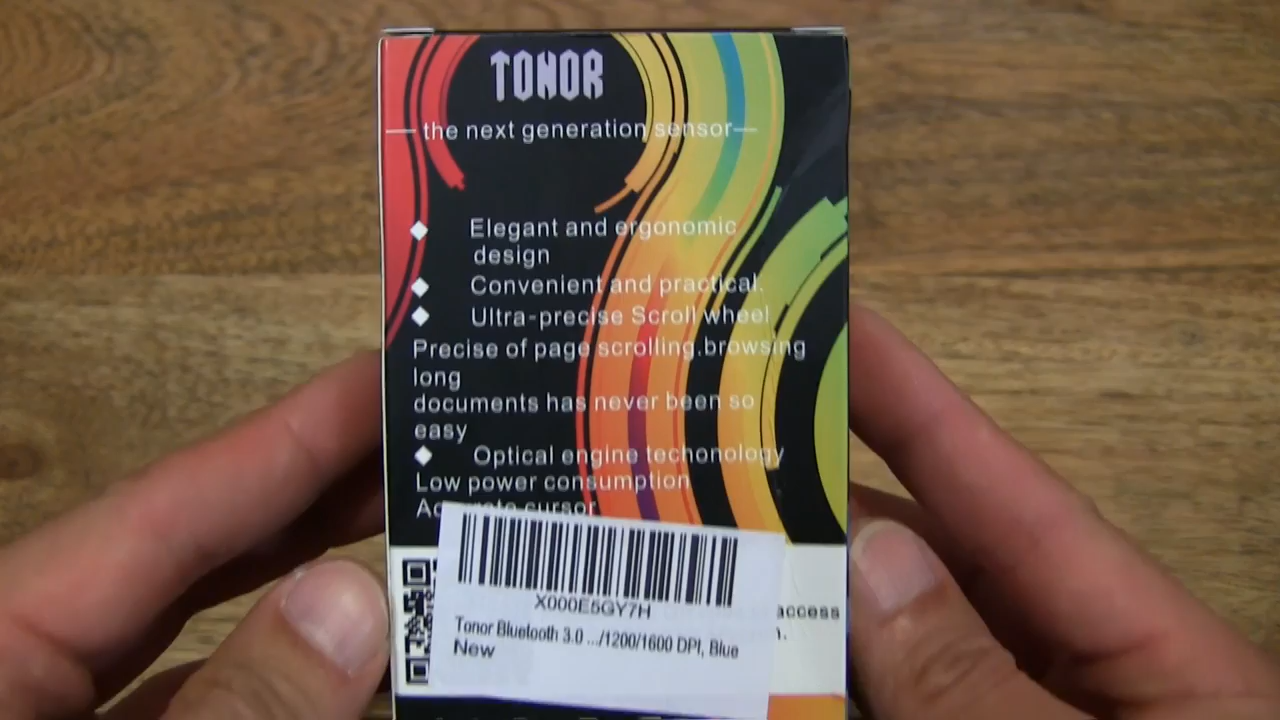 TONOR
the next generation sensor
Elegant and ergonomic
design
Convenient and practical.
Ultra-precise Scroll wheel
Precise of page scrolling.browsing
long
documents has never been so
easy
Optical engine techonology
Low power consumption
cursor
X000E5GY7H
access
Tonor Bluetooth 3.0 .../1200/1600 DPI, Blue
New